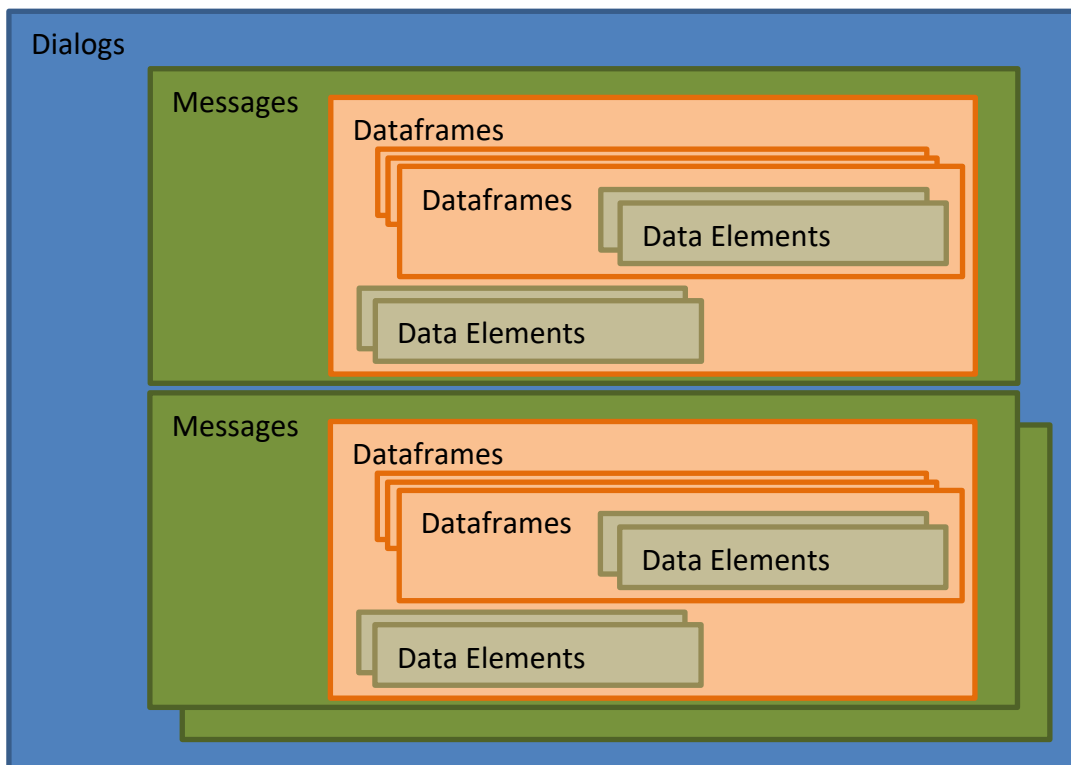 Dialogs
Messages
Dataframes
Dataframes
Data Elements
Data Elements
Messages
Dataframes
Dataframes
Data Elements
Data Elements